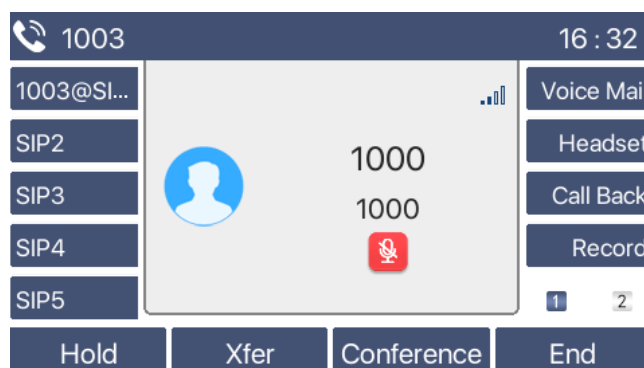 1003
16 : 32
1003@SI...
SIP2
SIP3
SIP4
SIP5
1000
1000
Voice Mai
Headset
Call Back
Record
1 2
Hold Xfer Conference End